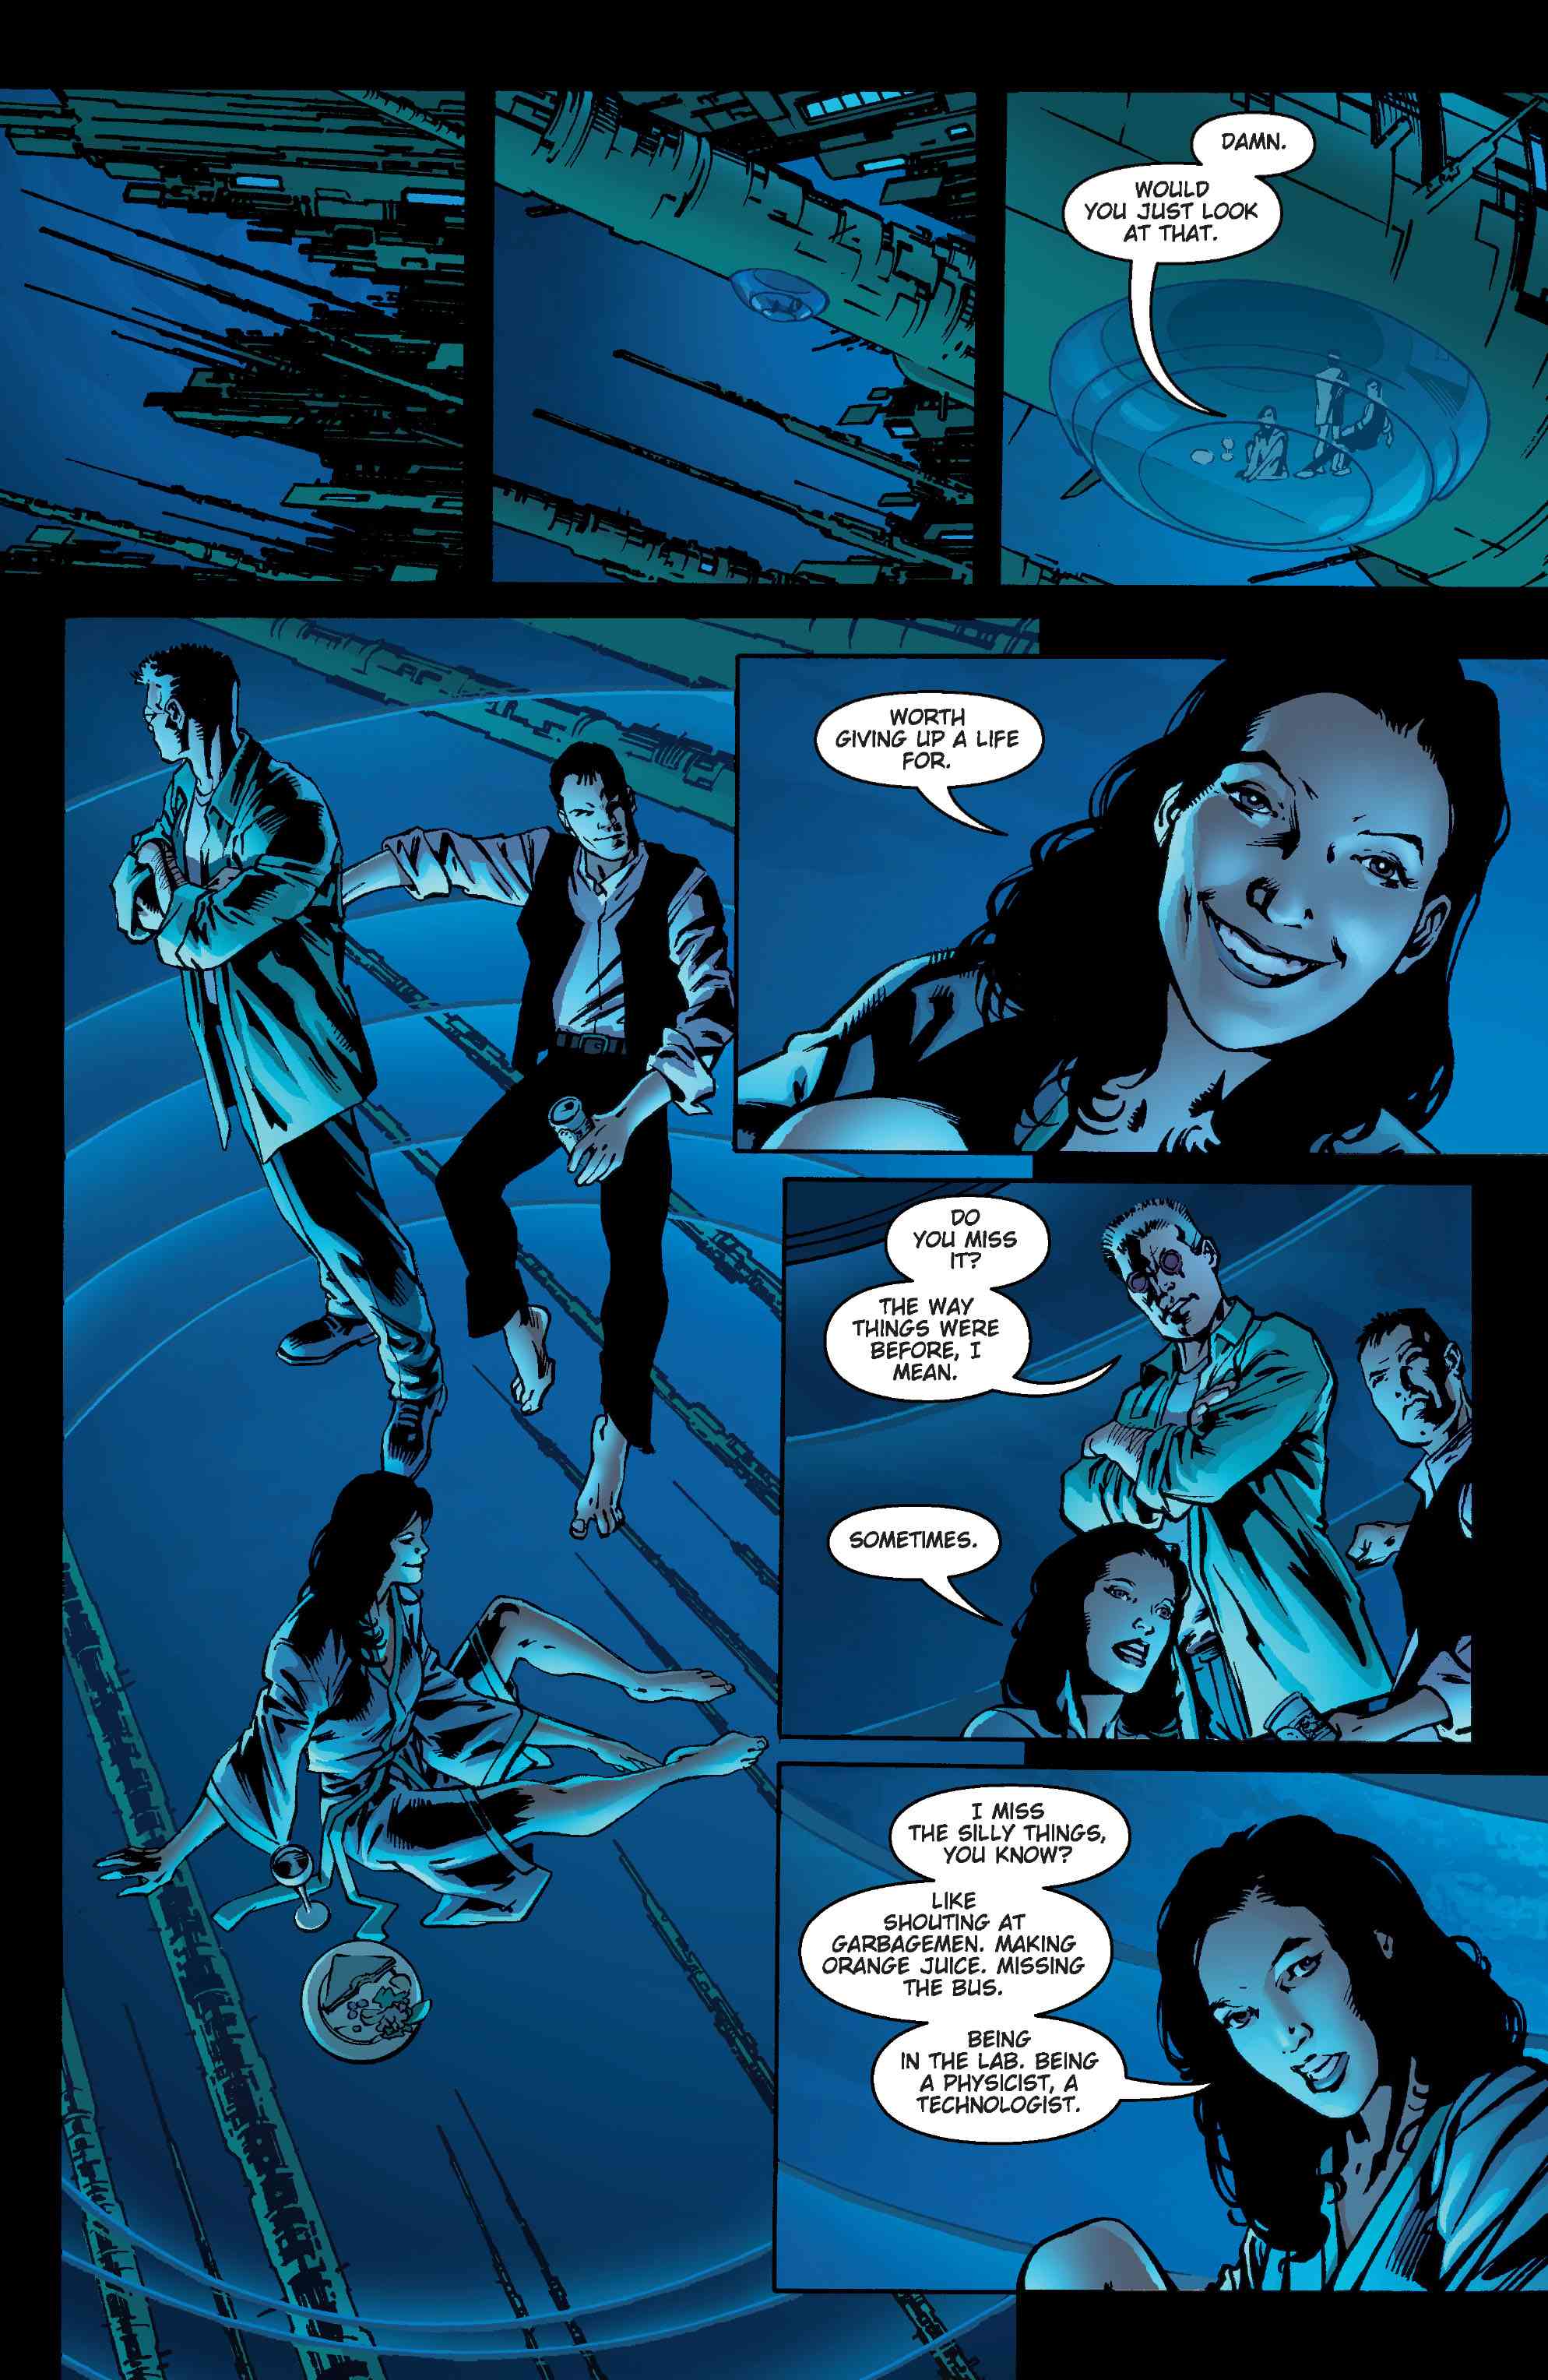 DAMN.
WOULD
YOU JUST LOOK
AT THAT.
WORTH
GIVING UP A LIFE
FOR.
DO
YOU MISS
IT?
THE WAY
THINGS WERE
BEFORE, I
MEAN.
SOMETIMES.
I MISS
THE SILLY THINGS,
YOU KNOW?
LIKE
SHOUTING AT
GARBAGEMEN. MAKING
ORANGE JUICE. MISSING
THE BUS.
BEING
IN THE LAB. BEING
A PHYSICIST, A
TECHNOLOGIST.